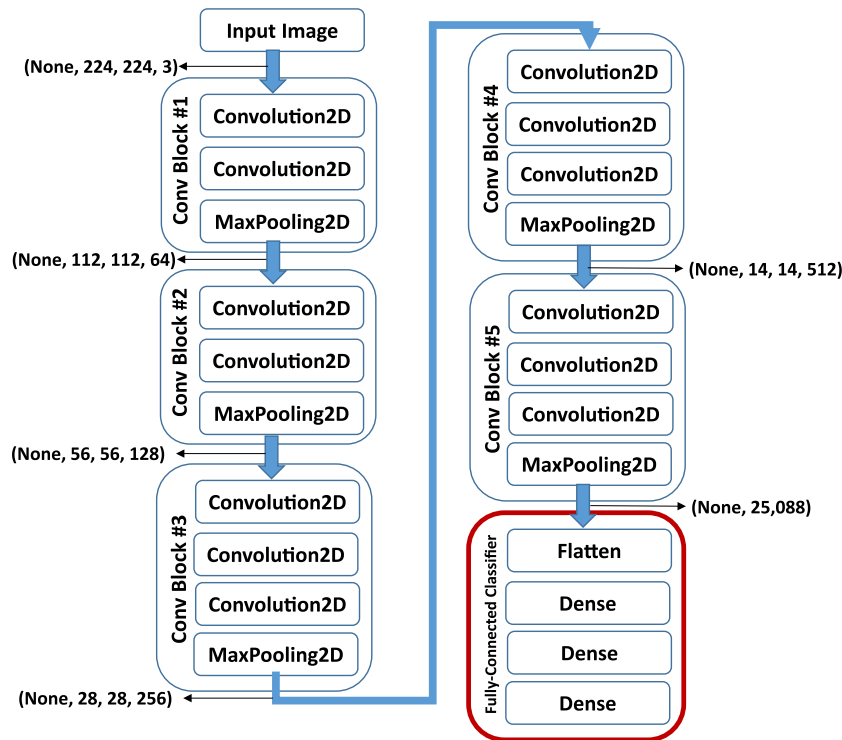 Input Image
(None, 224, 224, 3)
Conv Block #1
Convolution2D
Convolution2D
MaxPooling2D
(None, 112, 112, 64)
Conv Block #2
Convolution2D
Convolution2D
MaxPooling2D
(None, 56, 56, 128)
Conv Block #3
Convolution2D
Convolution2D
Convolution2D
MaxPooling2D
(None, 28, 28, 256)
Conv Block #4
Convolution2D
Convolution2D
Convolution2D
MaxPooling2D
(None, 14, 14, 512)
Conv Block #5
Convolution2D
Convolution2D
Convolution2D
MaxPooling2D
(None, 25,088)
Fully-Connected Classifier
Flatten
Dense
Dense
Dense